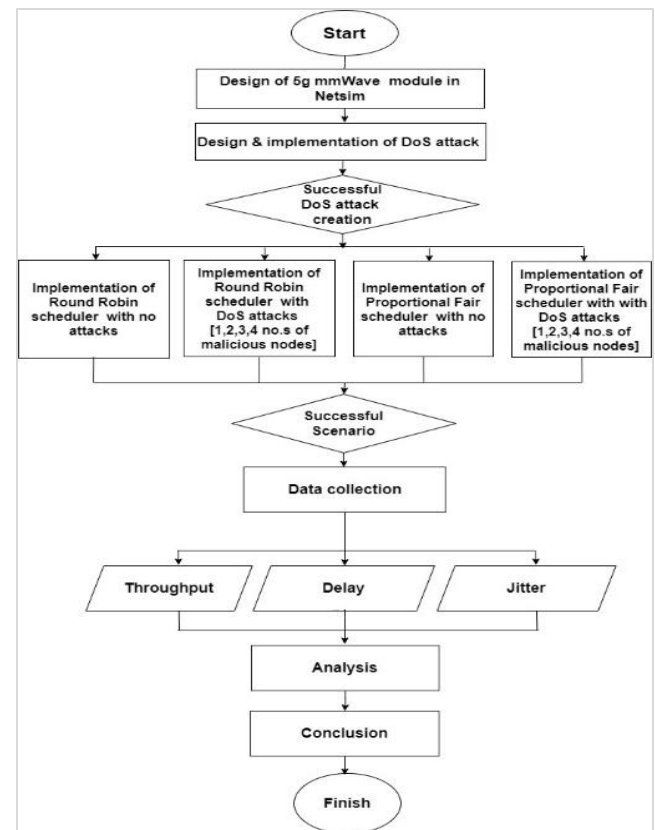 Start
Design of 5g mmWave module in
Netsim
Design & implementation of DoS attack
Successful
DoS attack
creation
Implementation of
Round Robin
scheduler with no
attacks
Implementation of
Round Robin
scheduler with
DoS attacks
[1,2,3,4 no.s of
malicious nodes]
Implementation of
Proportional Fair
scheduler with no
attacks
Implementation of
Proportional Fair
scheduler with with
DoS attacks
[1,2,3,4 no.s of
malicious nodes]
Successful
Scenario
Data collection
Throughput
Delay
Jitter
Analysis
Conclusion
Finish